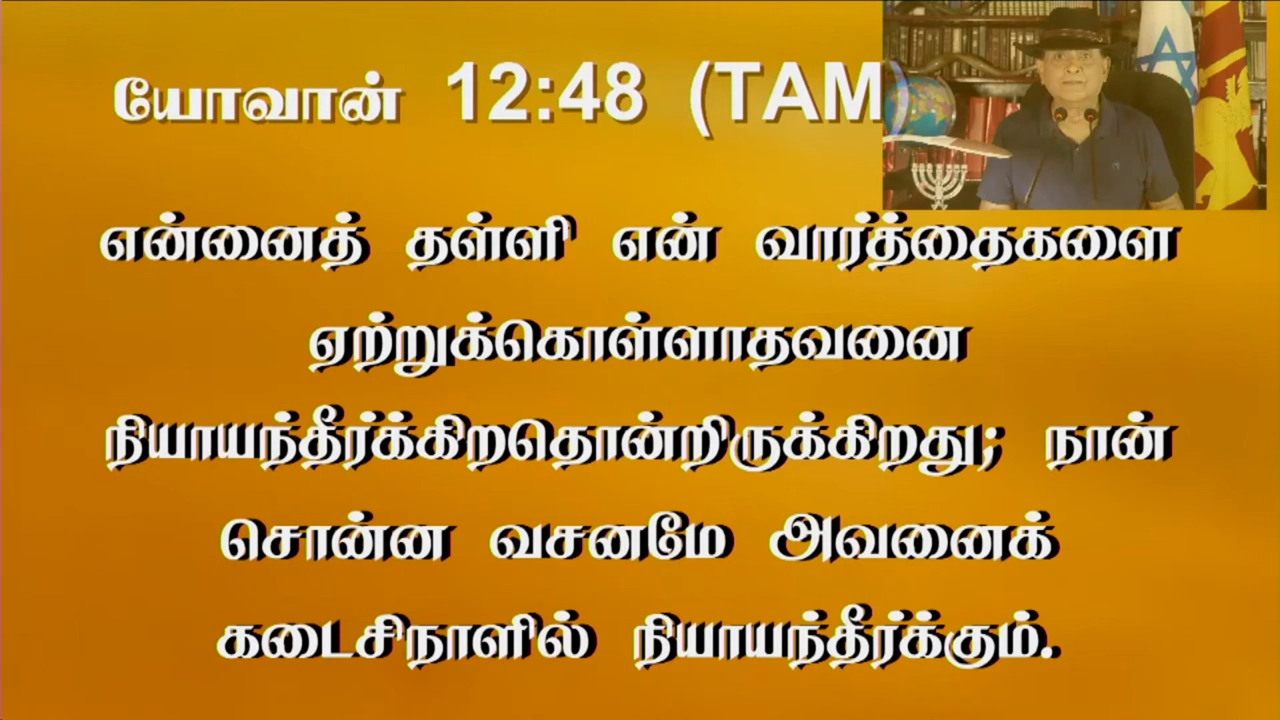 யோவான் 12:48 (TAM)
என்னைத் தள்ளி என் வார்த்தைகளை
ஏற்றுக்கொள்ளாதவனை
நியாயந்தீர்க்கிறதொன்றிருக்கிறது; நான்
சொன்ன வசனமே அவனைக்
கடைசிநாளில் நியாயந்தீர்க்கும்.